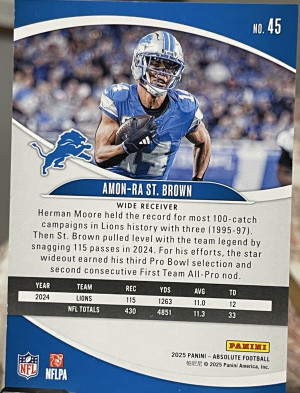 NO. 45
14
AMON-RA ST. BROWN
WIDE RECEIVER
Herman Moore held the record for most 100-catch
campaigns in Lions history with three (1995-97).
Then St. Brown pulled level with the team legend by
snagging 115 passes in 2024. For his efforts, the star
wideout earned his third Pro Bowl selection and
second consecutive First Team All-Pro nod.
YEAR TEAM REC YDS AVG TD
2024 LIONS 115 1263 11.0 12
NFL TOTALS 430 4851 11.3 33
NFL
NFLPA
PANINI
2025 PANINI - ABSOLUTE FOOTBALL
帕尼尼 © 2025 Panini America, Inc.